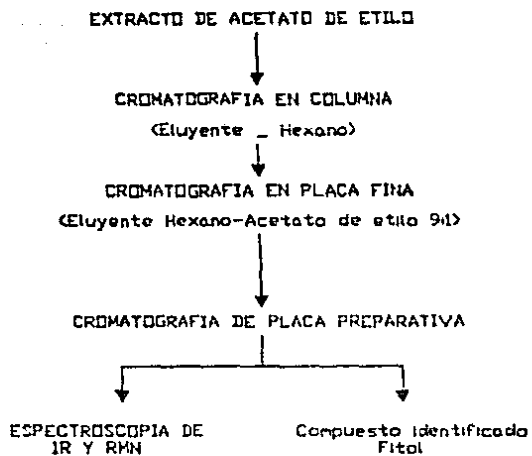 EXTRACTO DE ACETATO DE ETILO
CROMATOGRAFIA EN COLUMNA
(Eluyente _ Hexano)
CROMATOGRAFIA EN PLACA FINA
(Eluyente Hexano-Acetato de etilo 9:1)
CROMATOGRAFIA DE PLACA PREPARATIVA
ESPECTROSCOPIA DE
IR Y RMN
Compuesto identificado
Fitol